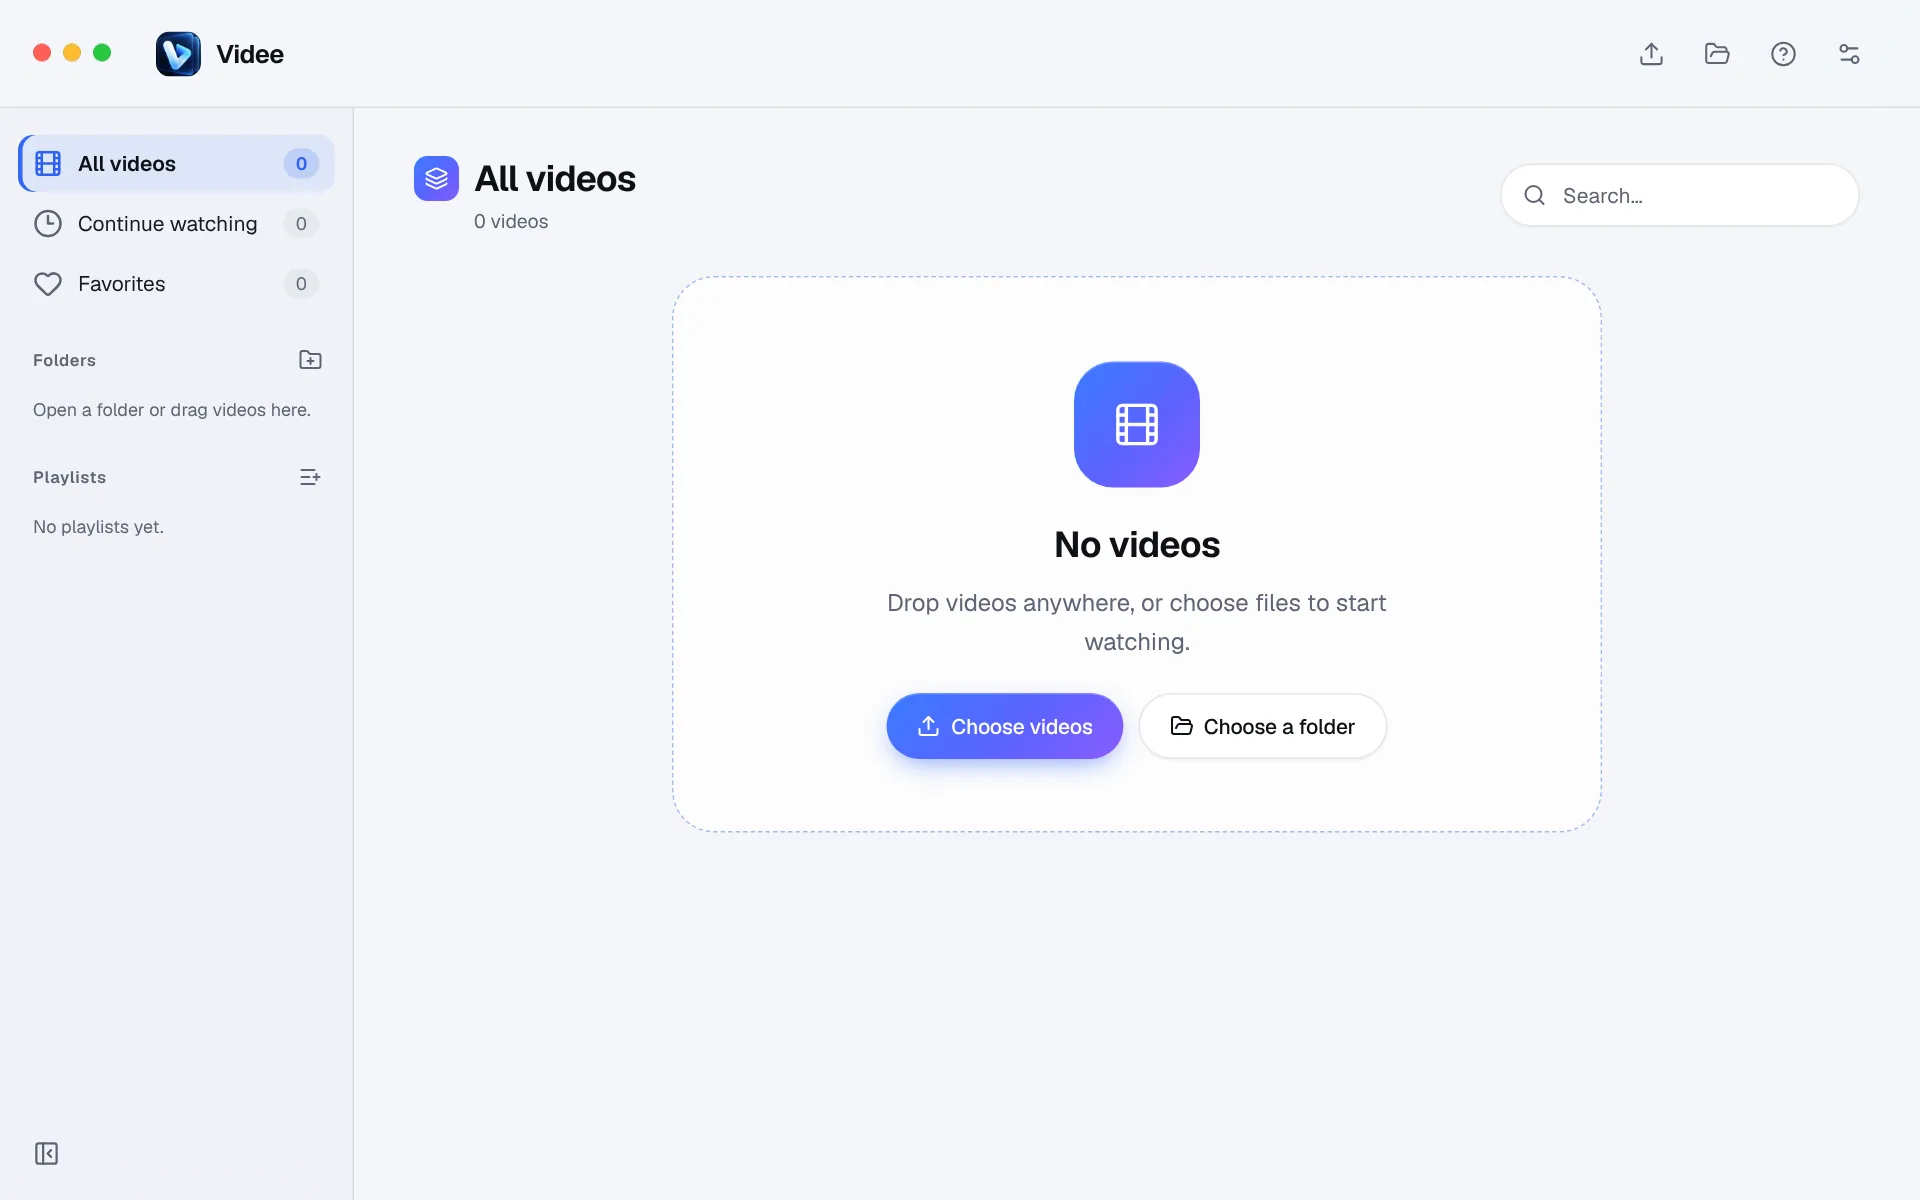 Videe
All videos
0
Continue watching
0
Favorites
0
Folders
Open a folder or drag videos here.
Playlists
No playlists yet.
All videos
0 videos
Search...
No videos
Drop videos anywhere, or choose files to start
watching.
Choose videos
Choose a folder